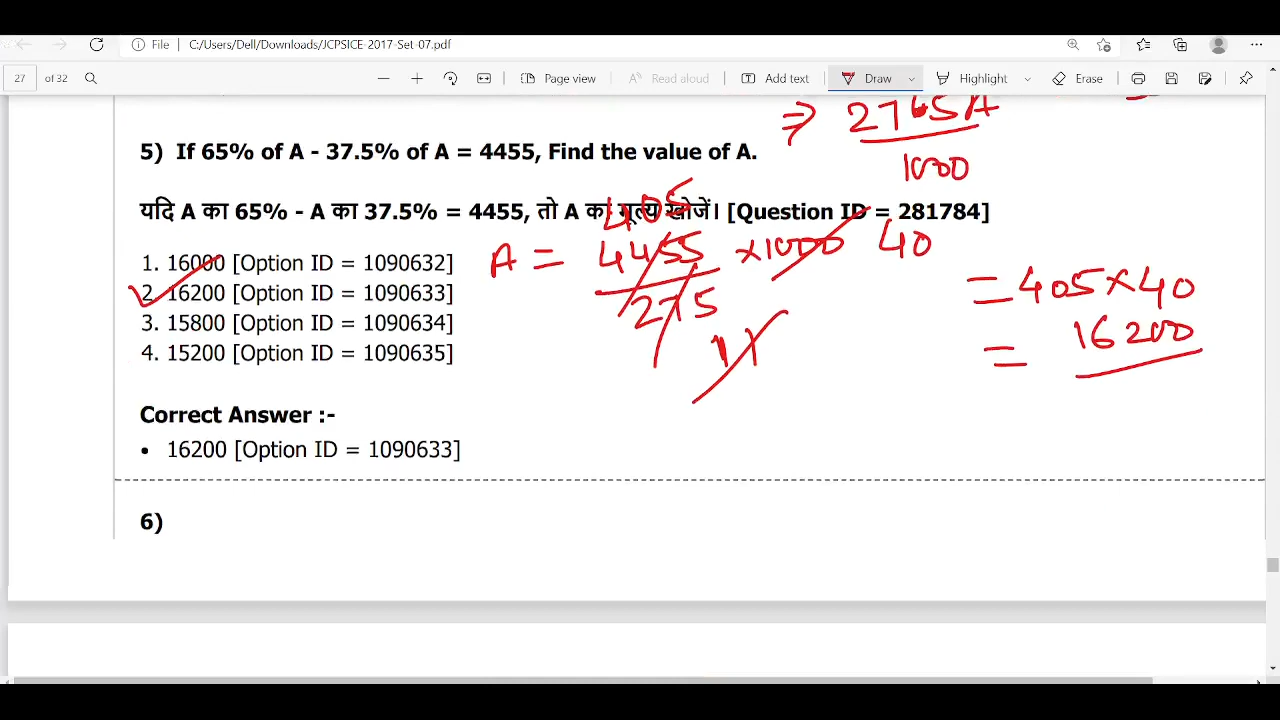 File C:/Users/Dell/Downloads/JCPSICE-2017-Set-07.pdf
27 of 32 Page view Read aloud Add text Draw Highlight Erase
⇒ 2765A
1000
5) If 65% of A - 37.5% of A = 4455, Find the value of A.
यदि A का 65% - A का 37.5% = 4455, तो A का मूल्य खोजें। [Question ID = 281784]
405
A = 4455 ×1000 40
275
11
= 405×40
= 16200
1. 16000 [Option ID = 1090632]
2. 16200 [Option ID = 1090633]
3. 15800 [Option ID = 1090634]
4. 15200 [Option ID = 1090635]
Correct Answer :-
• 16200 [Option ID = 1090633]
6)